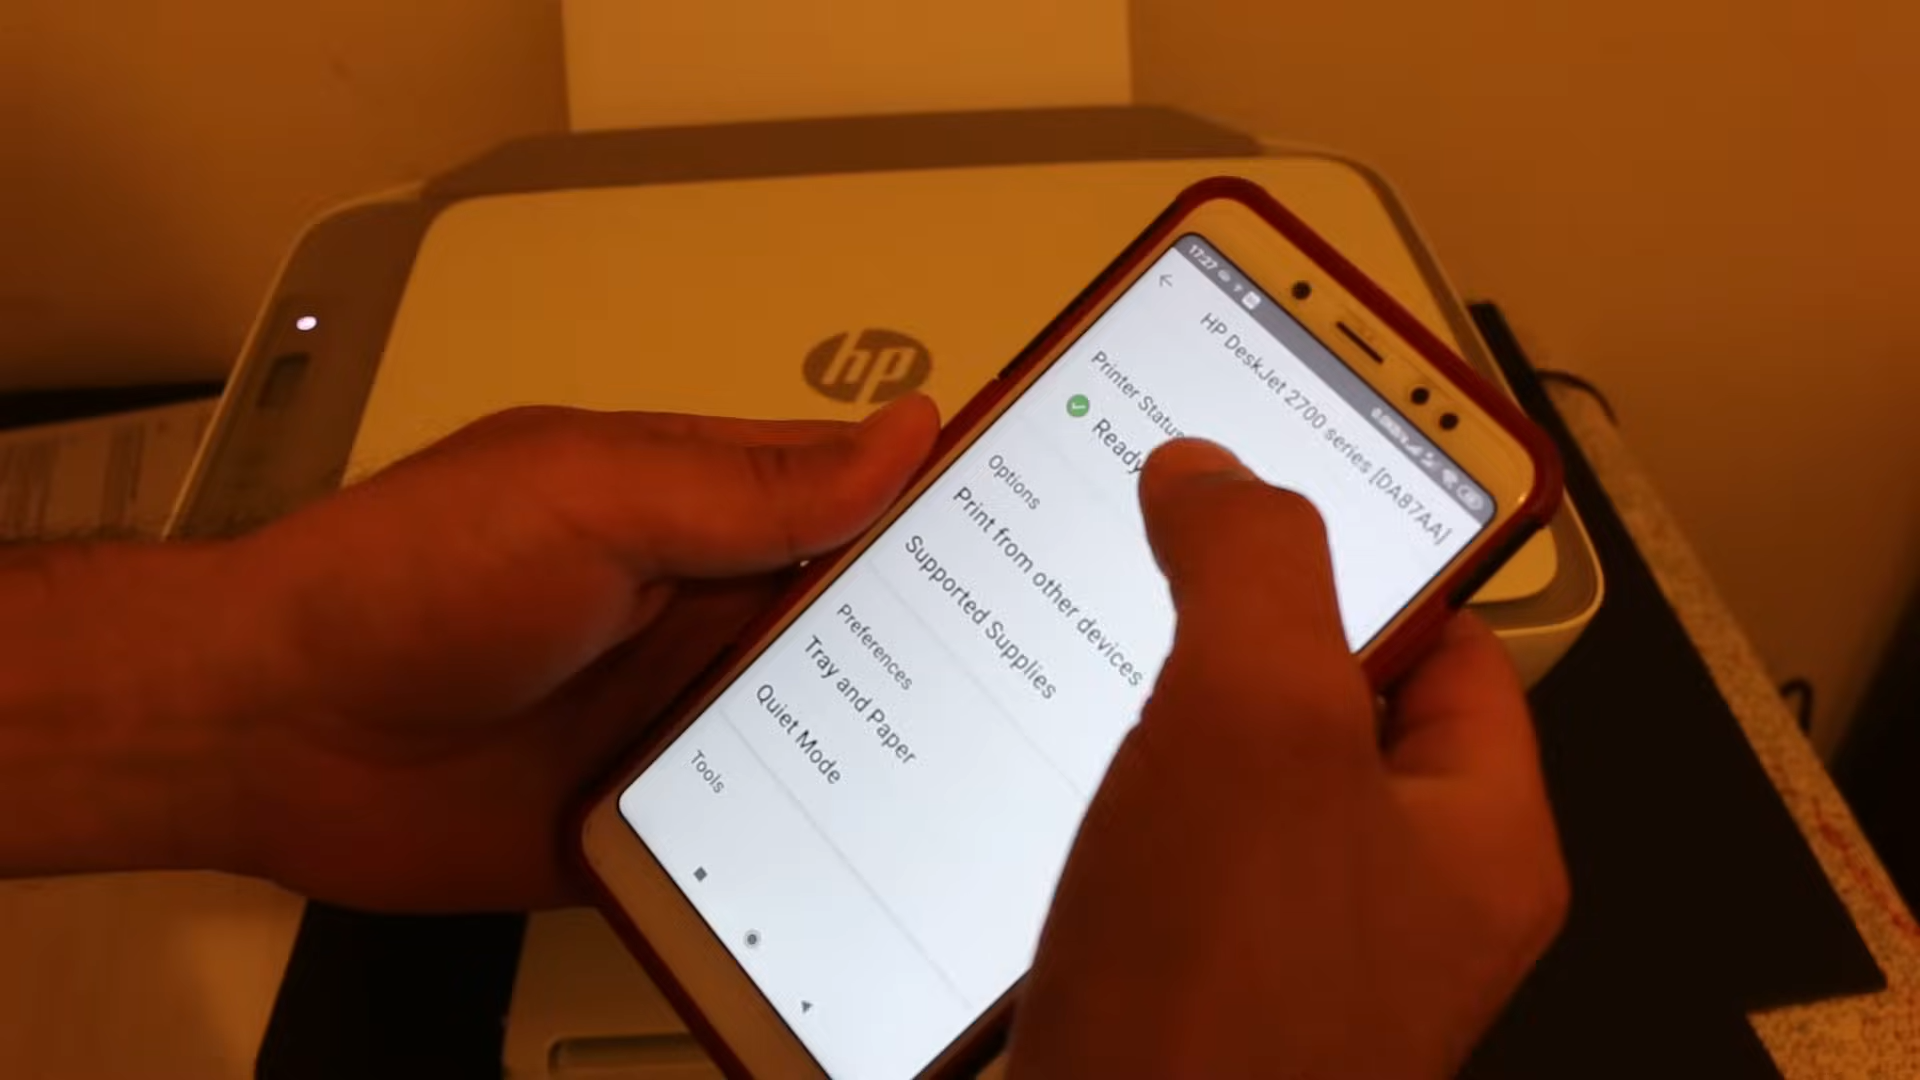 hp
17:27
HP DeskJet 2700 series [DA87AA]
Printer Status
Ready
Options
Print from other devices
Supported Supplies
Preferences
Tray and Paper
Quiet Mode
Tools